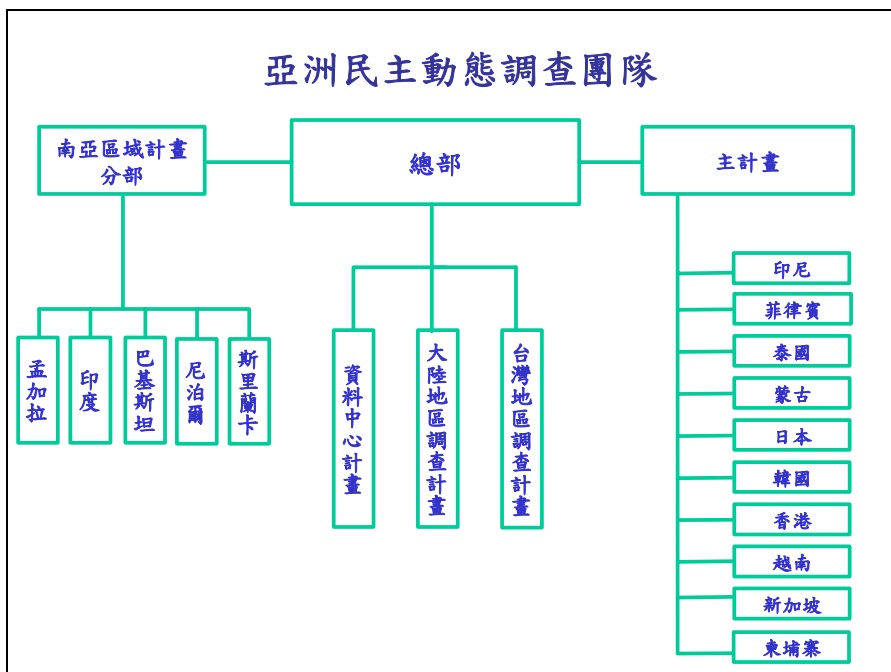 亞洲民主動態調查團隊
南亞區域計畫
分部
總部
主計畫
孟加拉
印度
巴基斯坦
尼泊爾
斯里蘭卡
資料中心計畫
大陸地區調查計畫
台灣地區調查計畫
印尼
菲律賓
泰國
蒙古
日本
韓國
香港
越南
新加坡
柬埔寨